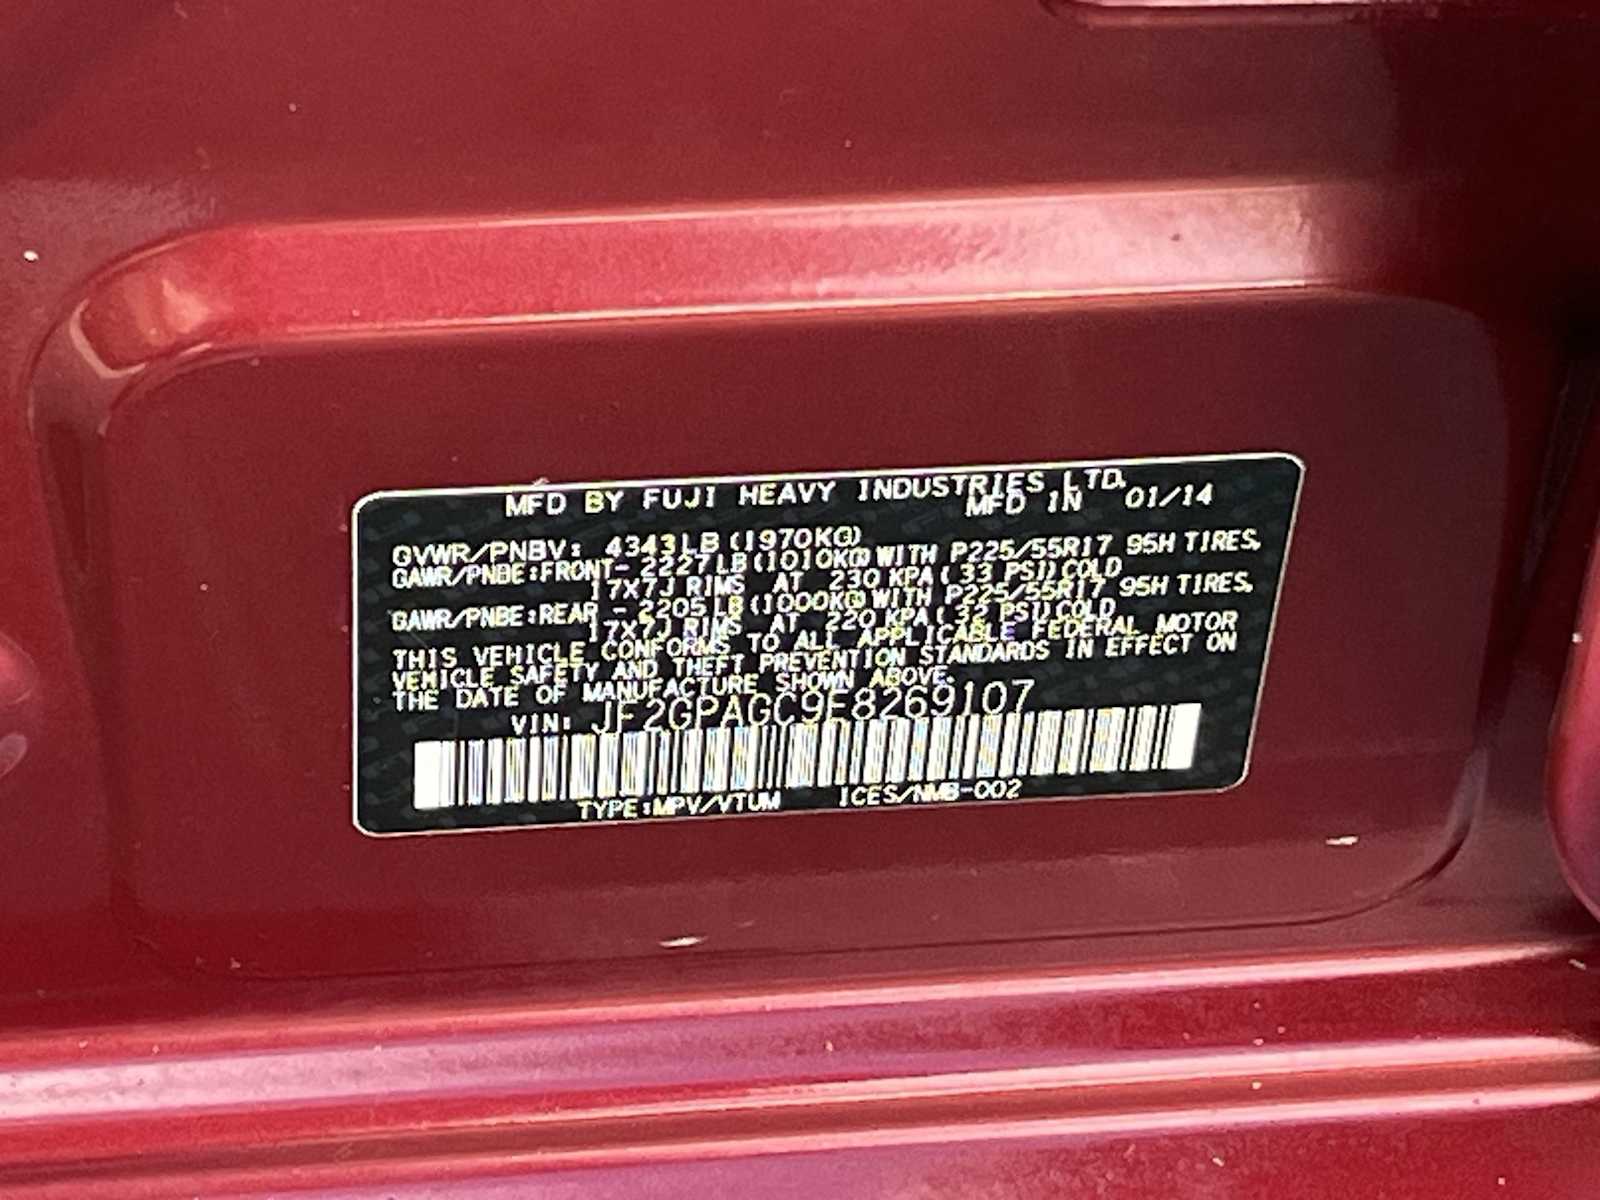 MFD BY FUJI HEAVY INDUSTRIES LTD.
MFD IN 01/14
GVWR/PNBV: 4343LB(1970KG)
GAWR/PNBE:FRONT- 2227LB(1010KG)WITH P225/55R17 95H TIRES,
17X7J RIMS AT 230 KPA( 33 PSI)COLD
GAWR/PNBE:REAR - 2205LB(1000KG)WITH P225/55R17 95H TIRES,
17X7J RIMS AT 220 KPA( 32 PSI)COLD
THIS VEHICLE CONFORMS TO ALL APPLICABLE FEDERAL MOTOR
VEHICLE SAFETY AND THEFT PREVENTION STANDARDS IN EFFECT ON
THE DATE OF MANUFACTURE SHOWN ABOVE.
VIN: JF2GPAGC9E8269107
TYPE:MPV/VTUM ICES/NMB-002